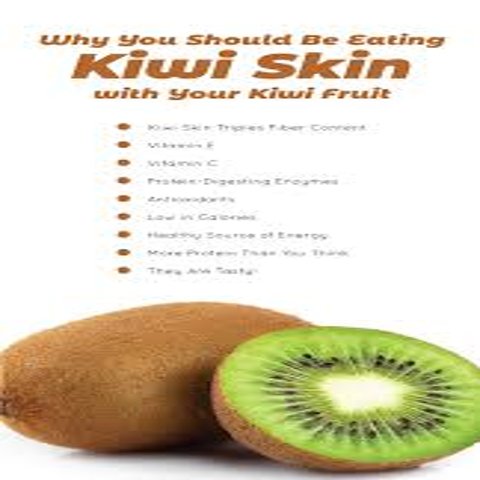 Why You Should Be Eating
Kiwi Skin
with Your Kiwi Fruit
Kiwi Skin Triples Fiber Content
Vitamin E
Vitamin C
Protein-Digesting Enzymes
Antioxidants
Low in Calories
Healthy Source of Energy
More Protein Than You Think
They Are Tasty!